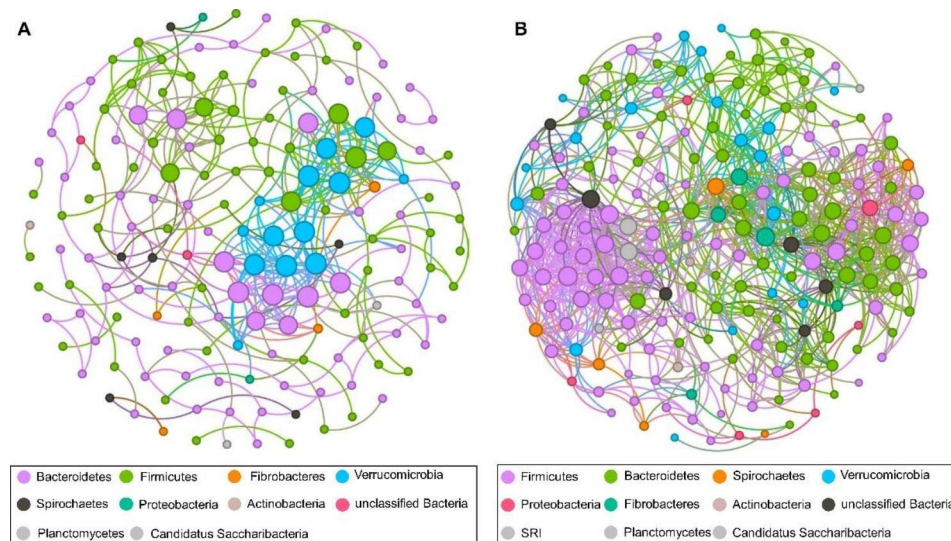 A
B
Bacteroidetes Firmicutes Fibrobacteres Verrucomicrobia
Spirochaetes Proteobacteria Actinobacteria unclassified Bacteria
Planctomycetes Candidatus Saccharibacteria
Firmicutes Bacteroidetes Spirochaetes Verrucomicrobia
Proteobacteria Fibrobacteres Actinobacteria unclassified Bacteria
SRI Planctomycetes Candidatus Saccharibacteria